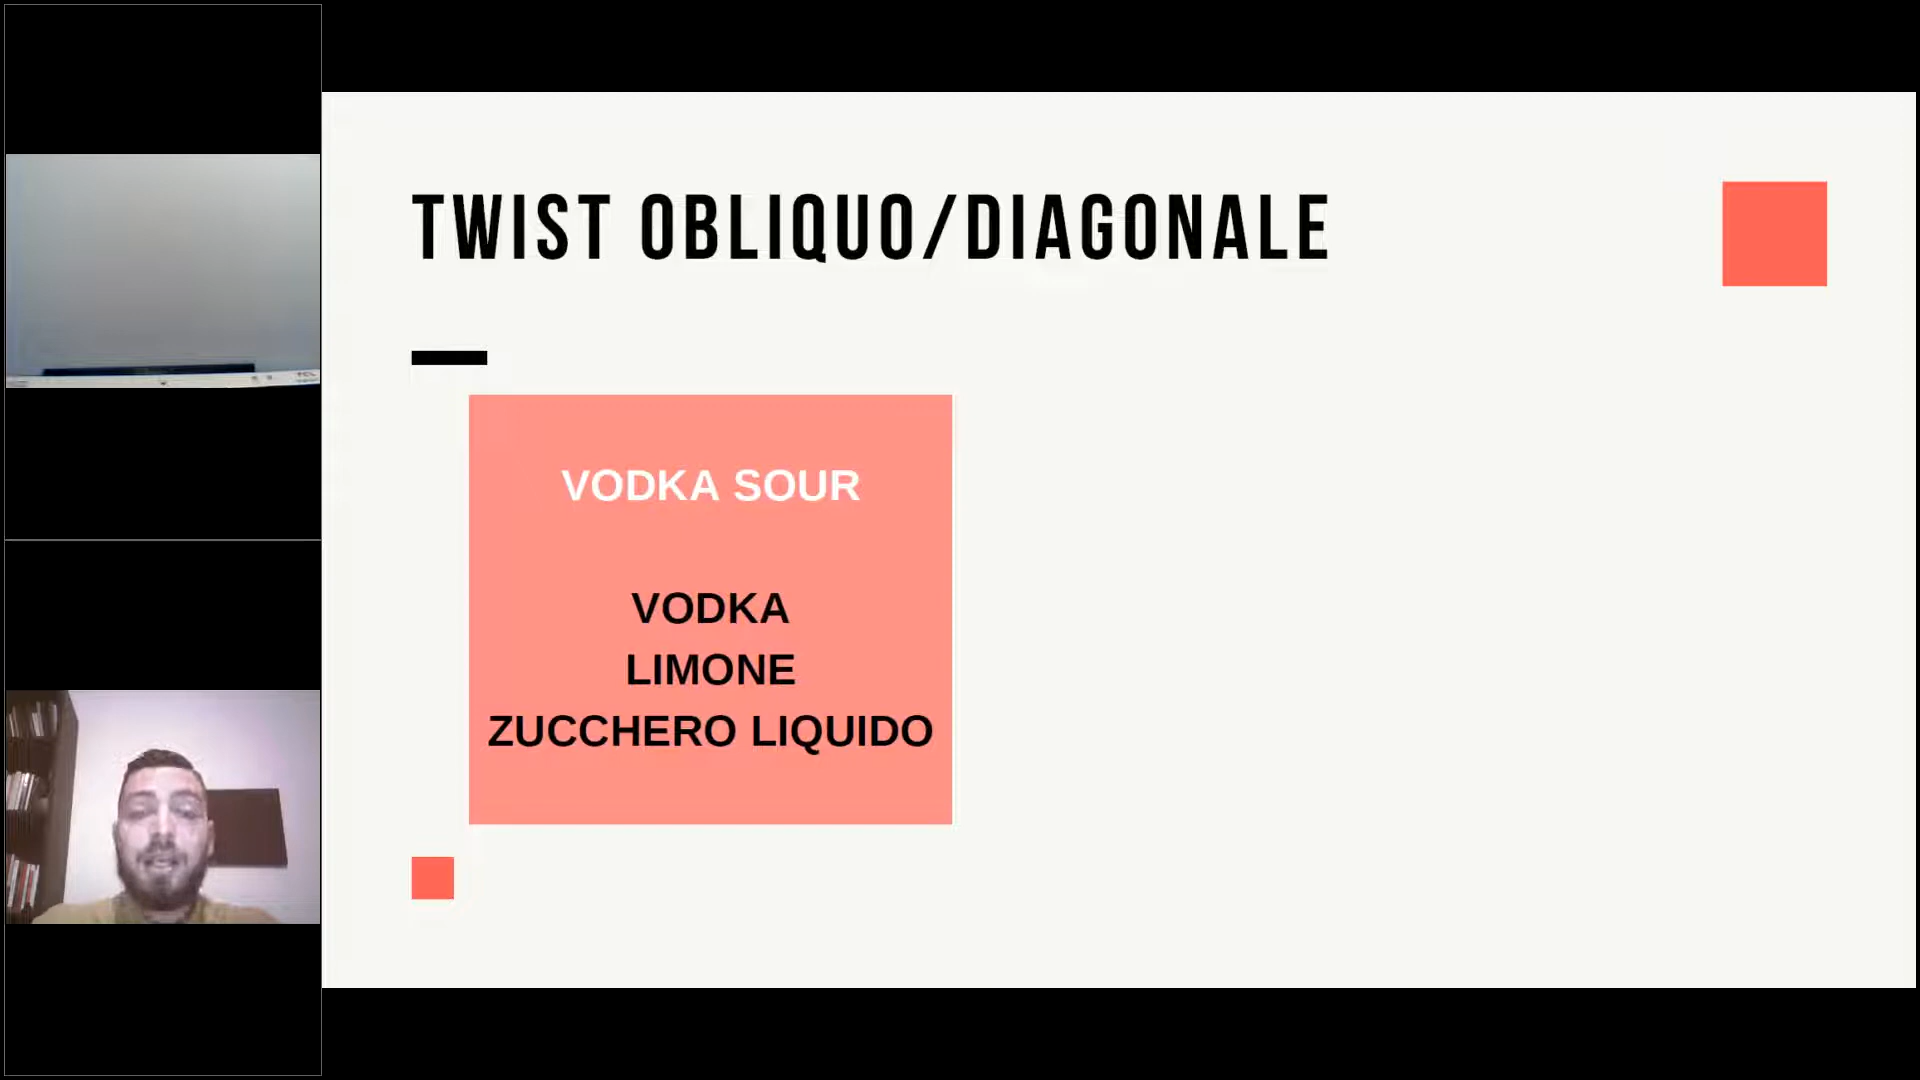 TWIST OBLIQUO/DIAGONALE
VODKA SOUR
VODKA
LIMONE
ZUCCHERO LIQUIDO